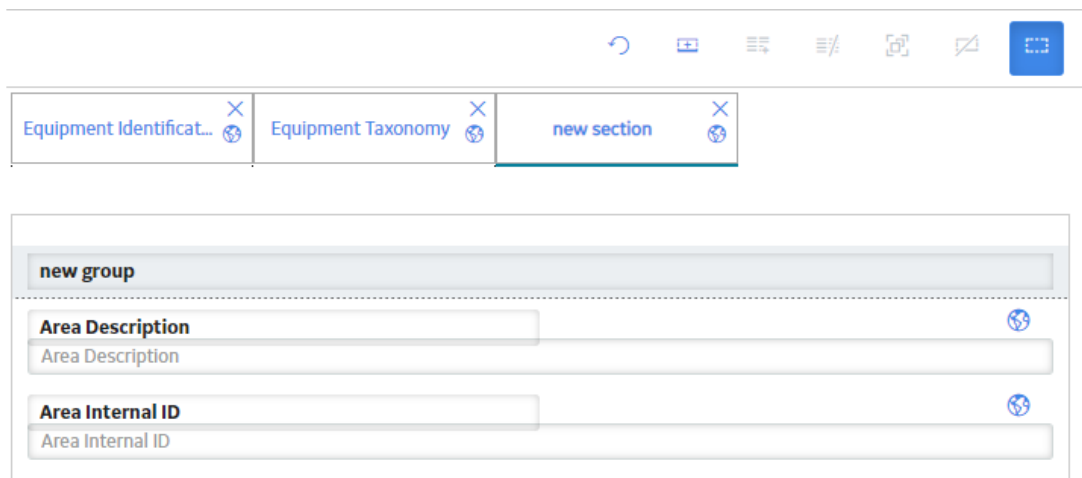 Equipment Identificat...
Equipment Taxonomy
new section
new group
Area Description
Area Description
Area Internal ID
Area Internal ID